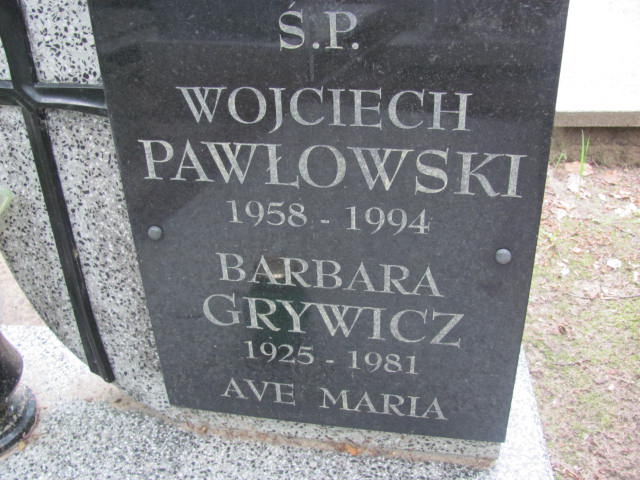 Ś.P.
WOJCIECH
PAWŁOWSKI
1958 - 1994
BARBARA
GRYWICZ
1925 - 1981
AVE MARIA